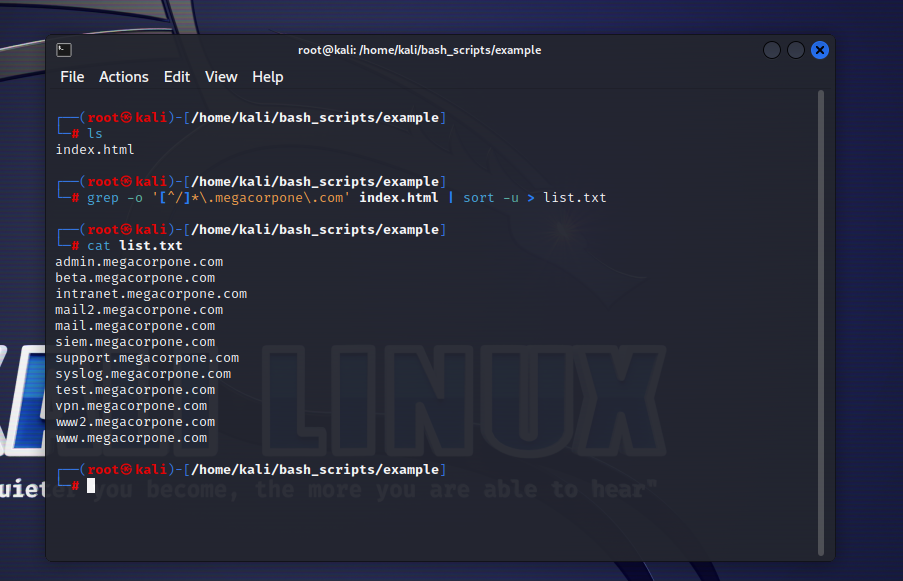 root@kali: /home/kali/bash_scripts/example
File Actions Edit View Help
┌──(root㉿kali)-[/home/kali/bash_scripts/example]
└─# ls
index.html
┌──(root㉿kali)-[/home/kali/bash_scripts/example]
└─# grep -o '[^/]*\.megacorpone\.com' index.html | sort -u > list.txt
┌──(root㉿kali)-[/home/kali/bash_scripts/example]
└─# cat list.txt
admin.megacorpone.com
beta.megacorpone.com
intranet.megacorpone.com
mail2.megacorpone.com
mail.megacorpone.com
siem.megacorpone.com
support.megacorpone.com
syslog.megacorpone.com
test.megacorpone.com
vpn.megacorpone.com
www2.megacorpone.com
www.megacorpone.com
┌──(root㉿kali)-[/home/kali/bash_scripts/example]
└─#
LINUX
you become, the more you are able to hear"